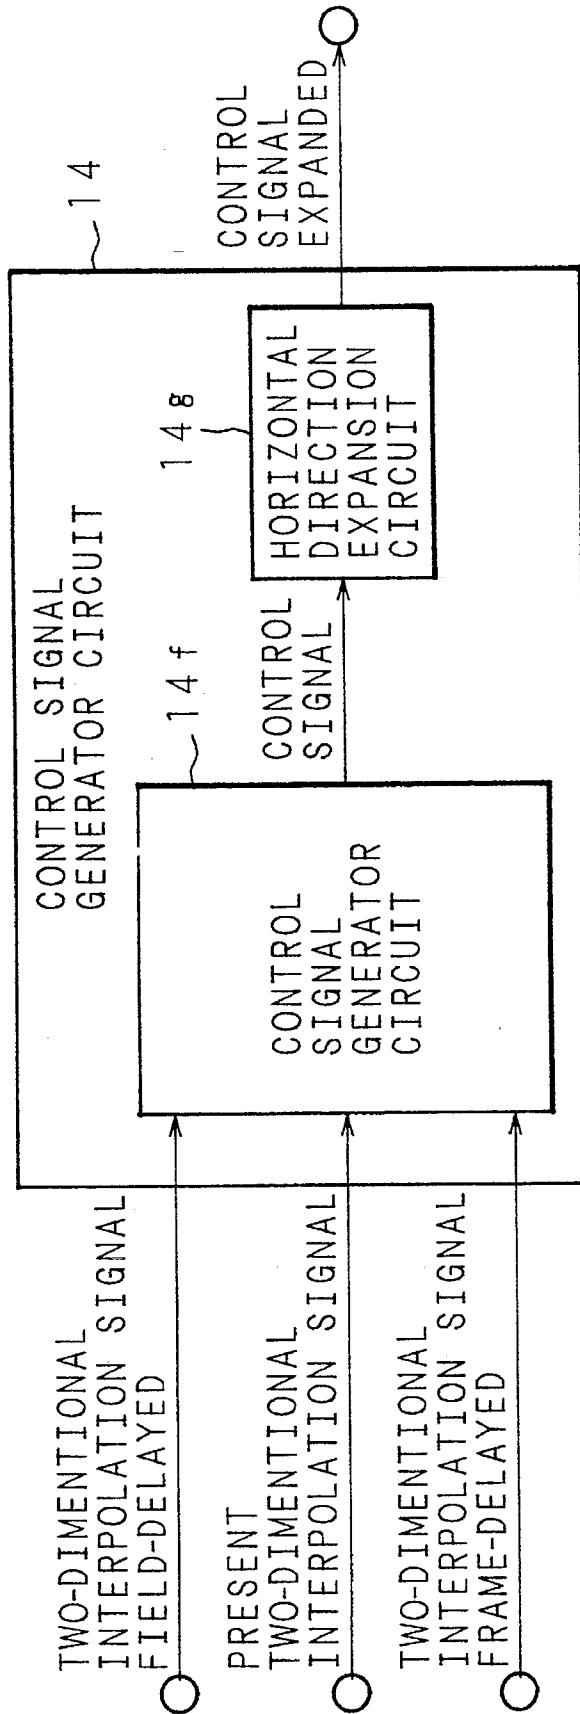 TWO-DIMENTIONAL
INTERPOLATION SIGNAL
FIELD-DELAYED
PRESENT
TWO-DIMENTIONAL
INTERPOLATION SIGNAL
TWO-DIMENTIONAL
INTERPOLATION SIGNAL
FRAME-DELAYED
CONTROL SIGNAL
GENERATOR CIRCUIT
14f
CONTROL
SIGNAL
GENERATOR
CIRCUIT
CONTROL
SIGNAL
14g
HORIZONTAL
DIRECTION
EXPANSION
CIRCUIT
14
CONTROL
SIGNAL
EXPANDED